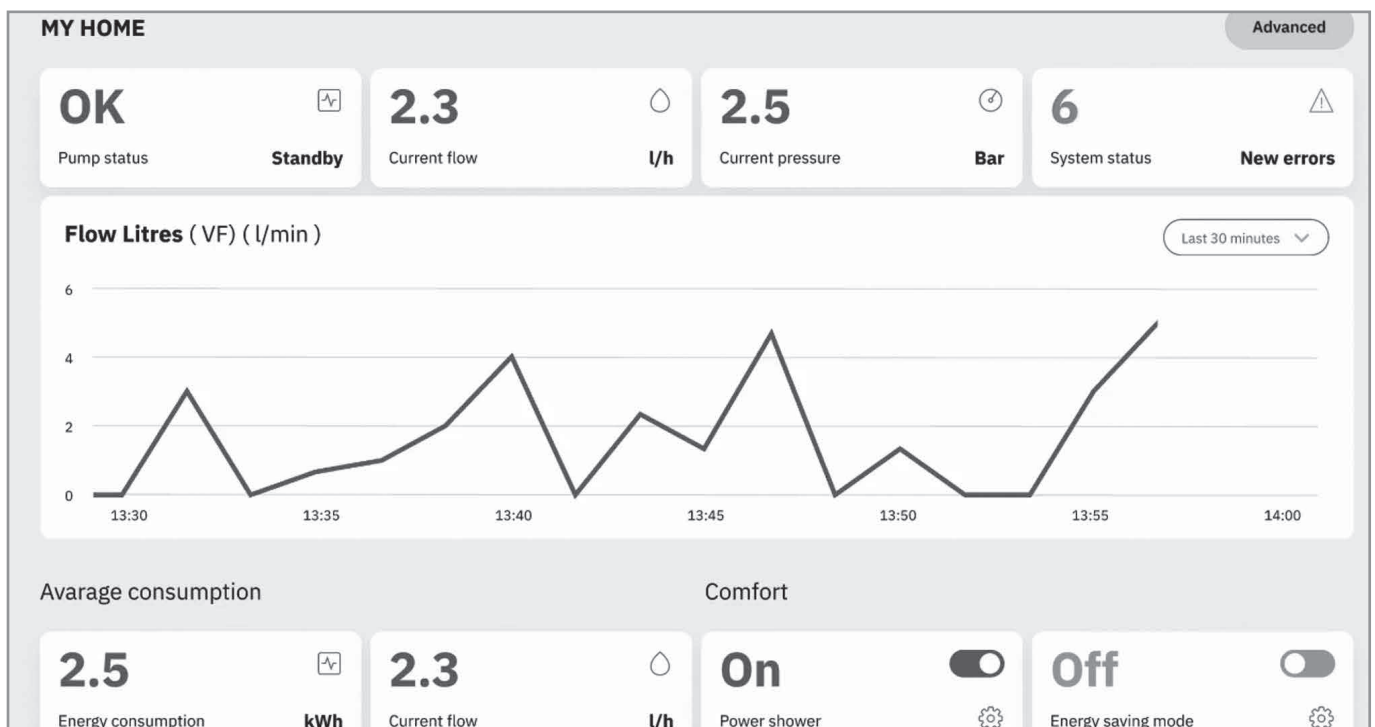 MY HOME
Advanced
OK
Pump status Standby
2.3
Current flow l/h
2.5
Current pressure Bar
6
System status New errors
Flow Litres ( VF) ( l/min )
Last 30 minutes
6
4
2
0
13:30 13:35 13:40 13:45 13:50 13:55 14:00
Avarage consumption
Comfort
2.5
Energy consumption kWh
2.3
Current flow l/h
On
Power shower
Off
Energy saving mode